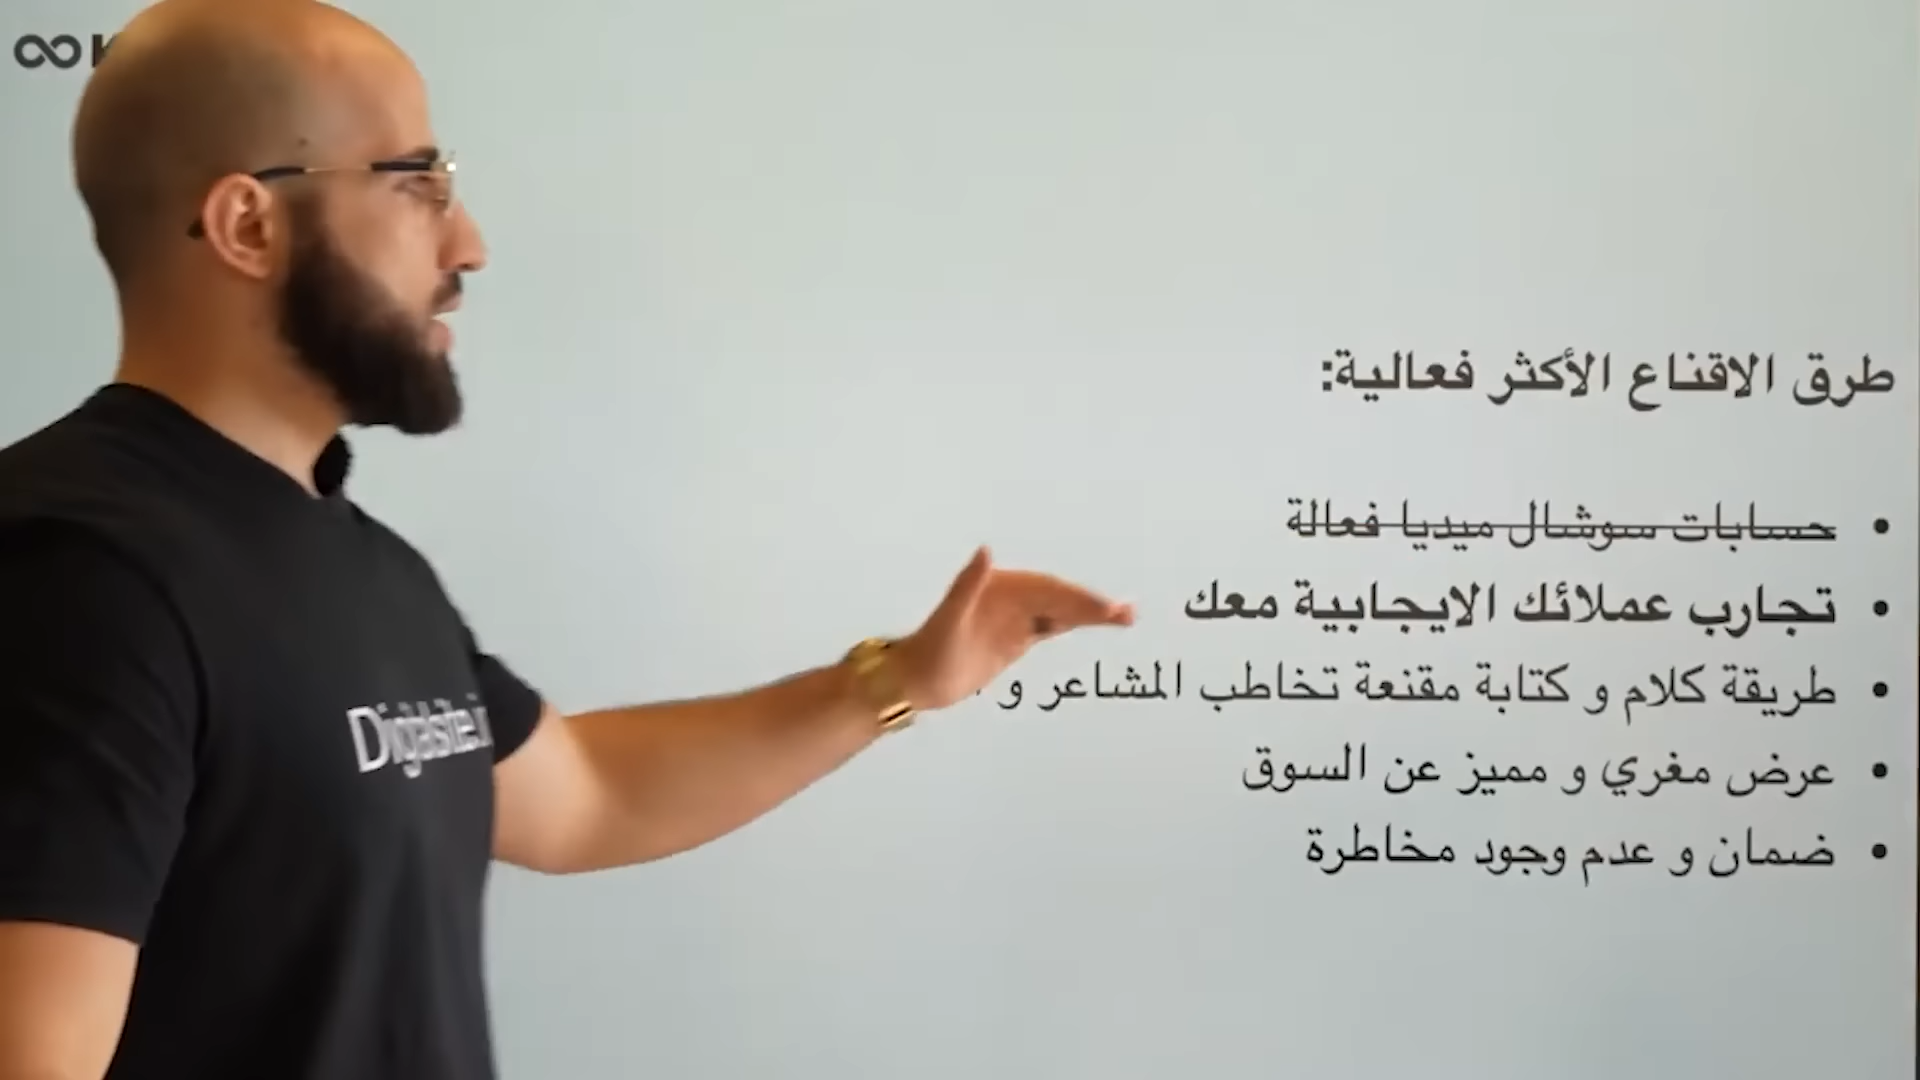 طرق الاقناع الأكثر فعالية:
• حسابات سوشال ميديا فعالة
• تجارب عملائك الايجابية معك
• طريقة كلام و كتابة مقنعة تخاطب المشاعر و
• عرض مغري و مميز عن السوق
• ضمان و عدم وجود مخاطرة